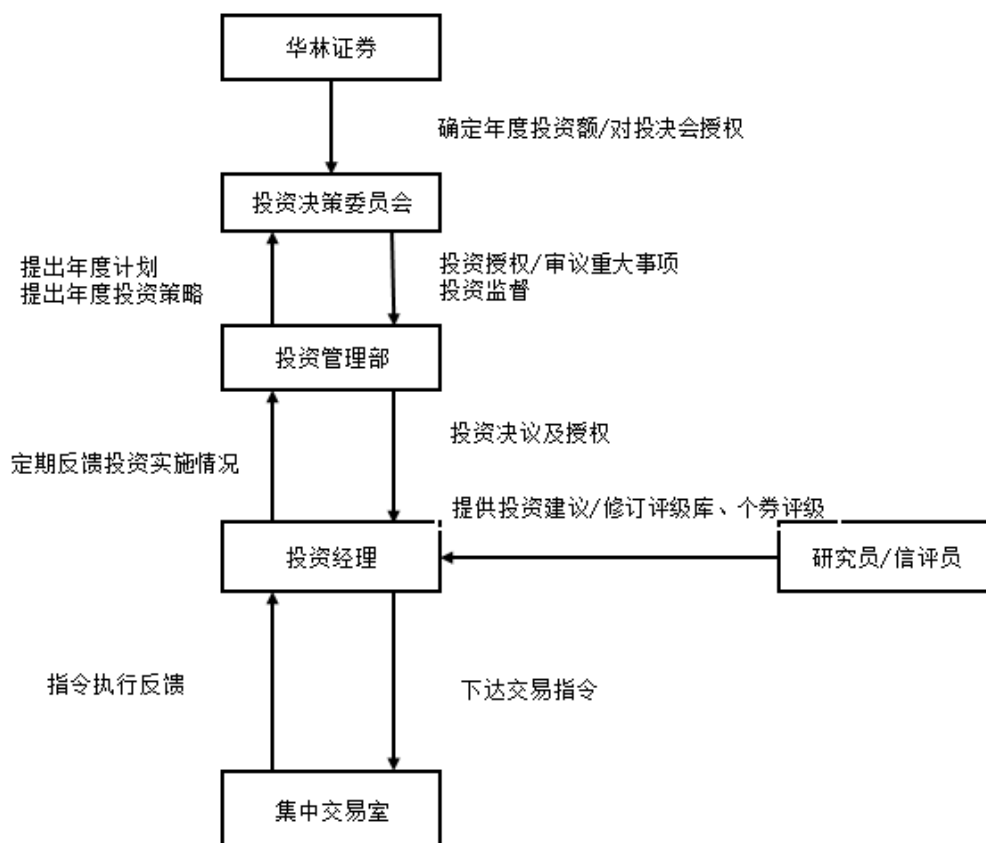 华林证券
确定年度投资额/对投决会授权
投资决策委员会
提出年度计划
提出年度投资策略
投资授权/审议重大事项
投资监督
投资管理部
投资决议及授权
定期反馈投资实施情况
提供投资建议/修订评级库、个券评级
投资经理
研究员/信评员
指令执行反馈
下达交易指令
集中交易室